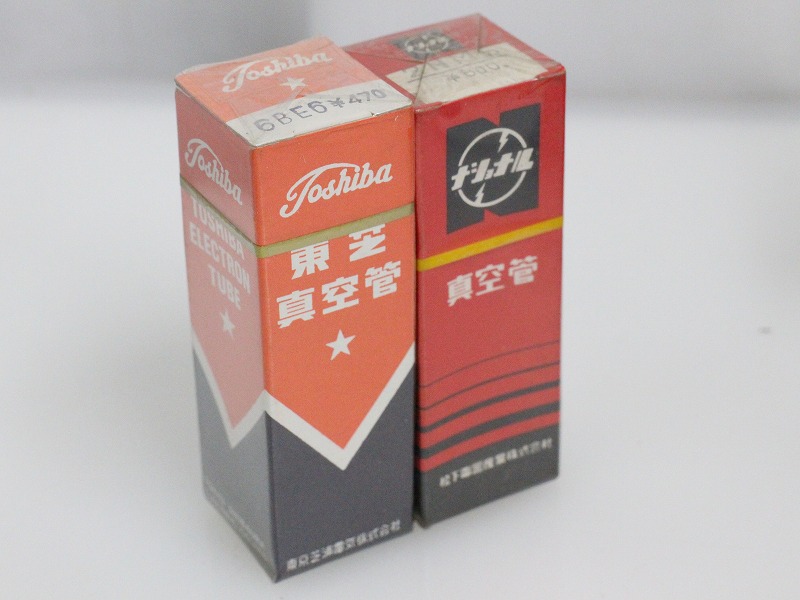 Toshiba
6BE6 ¥470
Toshiba
TOSHIBA
ELECTRON
TUBE
Toshiba
東芝
真空管
東京芝浦電気株式会社
ナショナル
真空管
松下電器産業株式会社